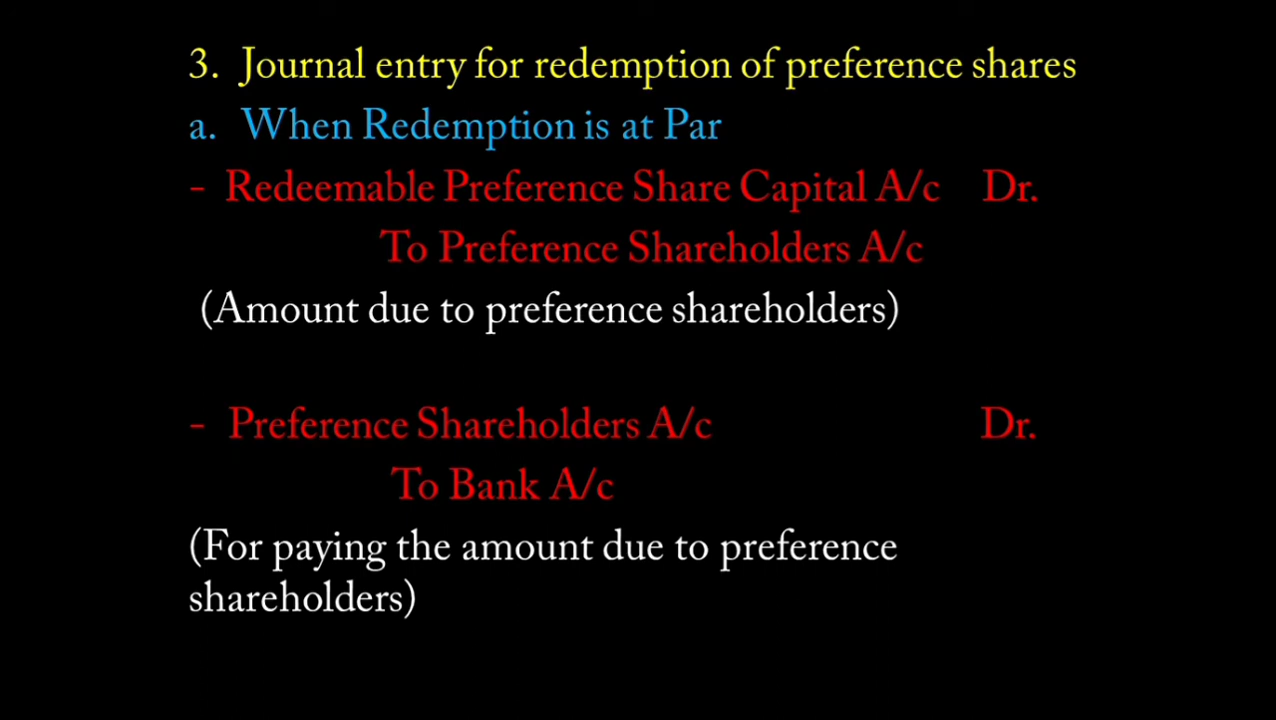 3. Journal entry for redemption of preference shares
a. When Redemption is at Par
- Redeemable Preference Share Capital A/c Dr.
To Preference Shareholders A/c
(Amount due to preference shareholders)
- Preference Shareholders A/c Dr.
To Bank A/c
(For paying the amount due to preference
shareholders)